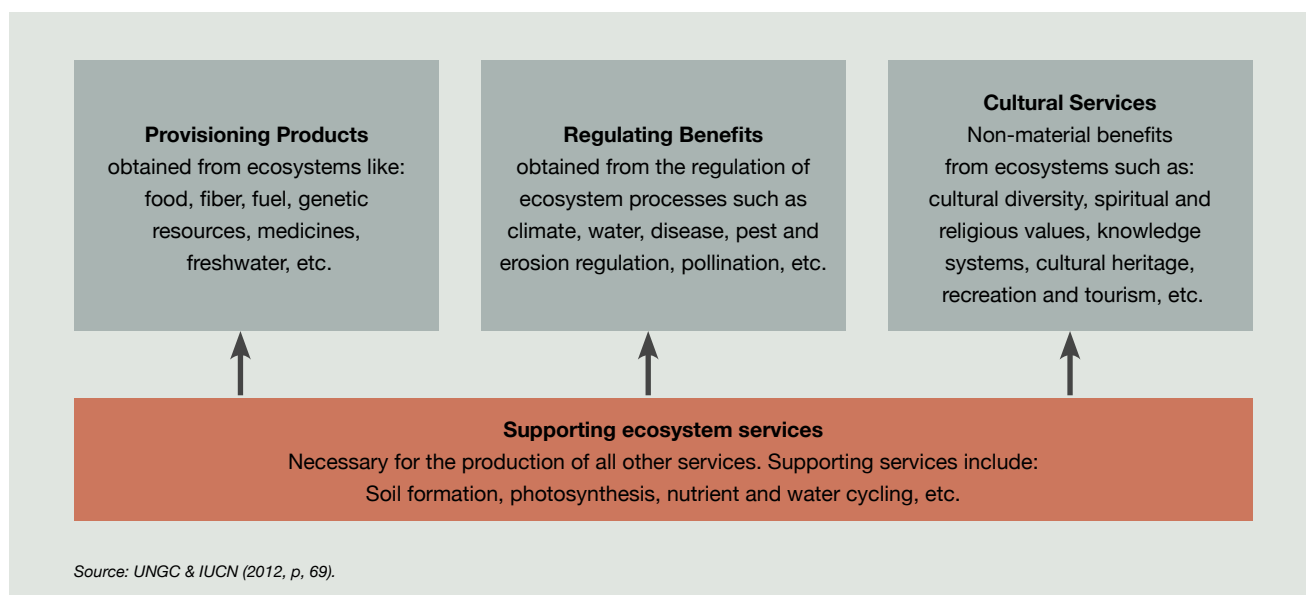 Provisioning Products
obtained from ecosystems like:
food, fiber, fuel, genetic
resources, medicines,
freshwater, etc.
Regulating Benefits
obtained from the regulation of
ecosystem processes such as
climate, water, disease, pest and
erosion regulation, pollination, etc.
Cultural Services
Non-material benefits
from ecosystems such as:
cultural diversity, spiritual and
religious values, knowledge
systems, cultural heritage,
recreation and tourism, etc.
Supporting ecosystem services
Necessary for the production of all other services. Supporting services include:
Soil formation, photosynthesis, nutrient and water cycling, etc.
Source: UNGC & IUCN (2012, p, 69).